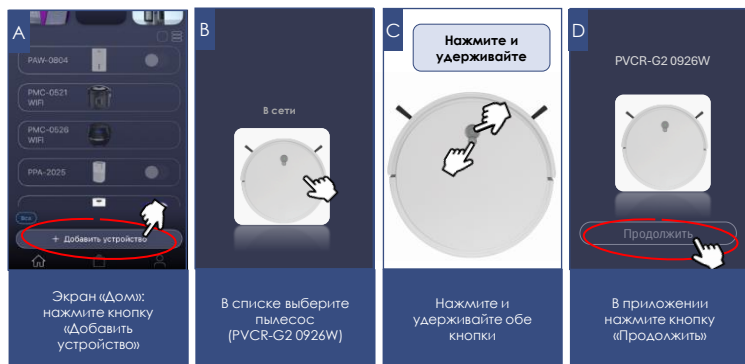 A
PAW-0804
PMC-0521
WIFI
PMC-0526
WIFI
PPA-2025
Все
+ Добавить устройство
Экран «Дом»:
нажмите кнопку
«Добавить
устройство»
B
В сети
В списке выберите
пылесос
(PVCR-G2 0926W)
C
Нажмите и
удерживайте
Нажмите и
удерживайте обе
кнопки
D
PVCR-G2 0926W
Продолжить
В приложении
нажмите кнопку
«Продолжить»